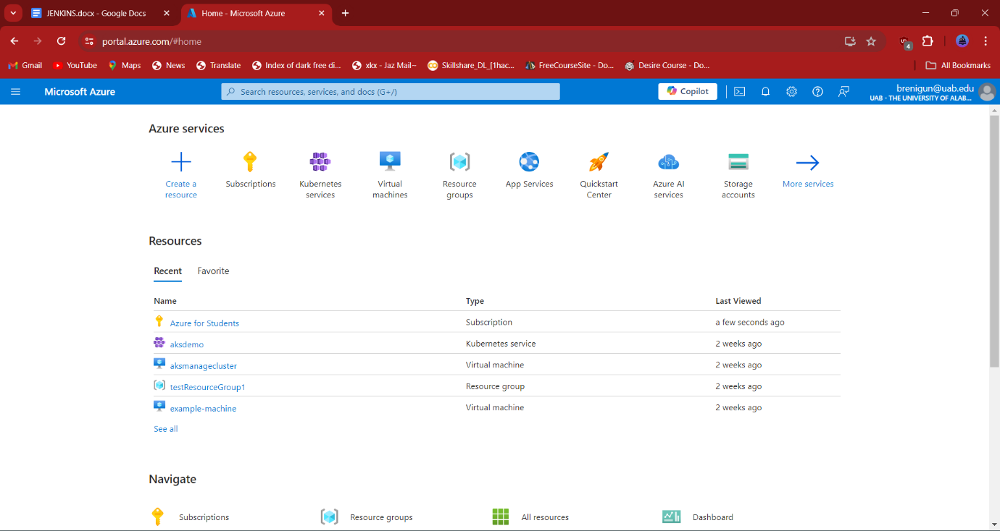 JENKINS.docx - Google Docs
Home - Microsoft Azure
portal.azure.com/#home
4
Gmail
YouTube
Maps
News
Translate
Index of dark free di...
xkx - Jaz Mail~
Skillshare_DL_[1hac...
FreeCourseSite - Do...
Desire Course - Do...
All Bookmarks
Microsoft Azure
Search resources, services, and docs (G+/)
Copilot
brenigun@uab.edu
UAB - THE UNIVERSITY OF ALAB...
Azure services
Create a
resource
Subscriptions
Kubernetes
services
Virtual
machines
Resource
groups
App Services
Quickstart
Center
Azure AI
services
Storage
accounts
More services
Resources
Recent Favorite
Name Type Last Viewed
Azure for Students Subscription a few seconds ago
aksdemo Kubernetes service 2 weeks ago
aksmanagecluster Virtual machine 2 weeks ago
testResourceGroup1 Resource group 2 weeks ago
example-machine Virtual machine 2 weeks ago
See all
Navigate
Subscriptions Resource groups All resources Dashboard